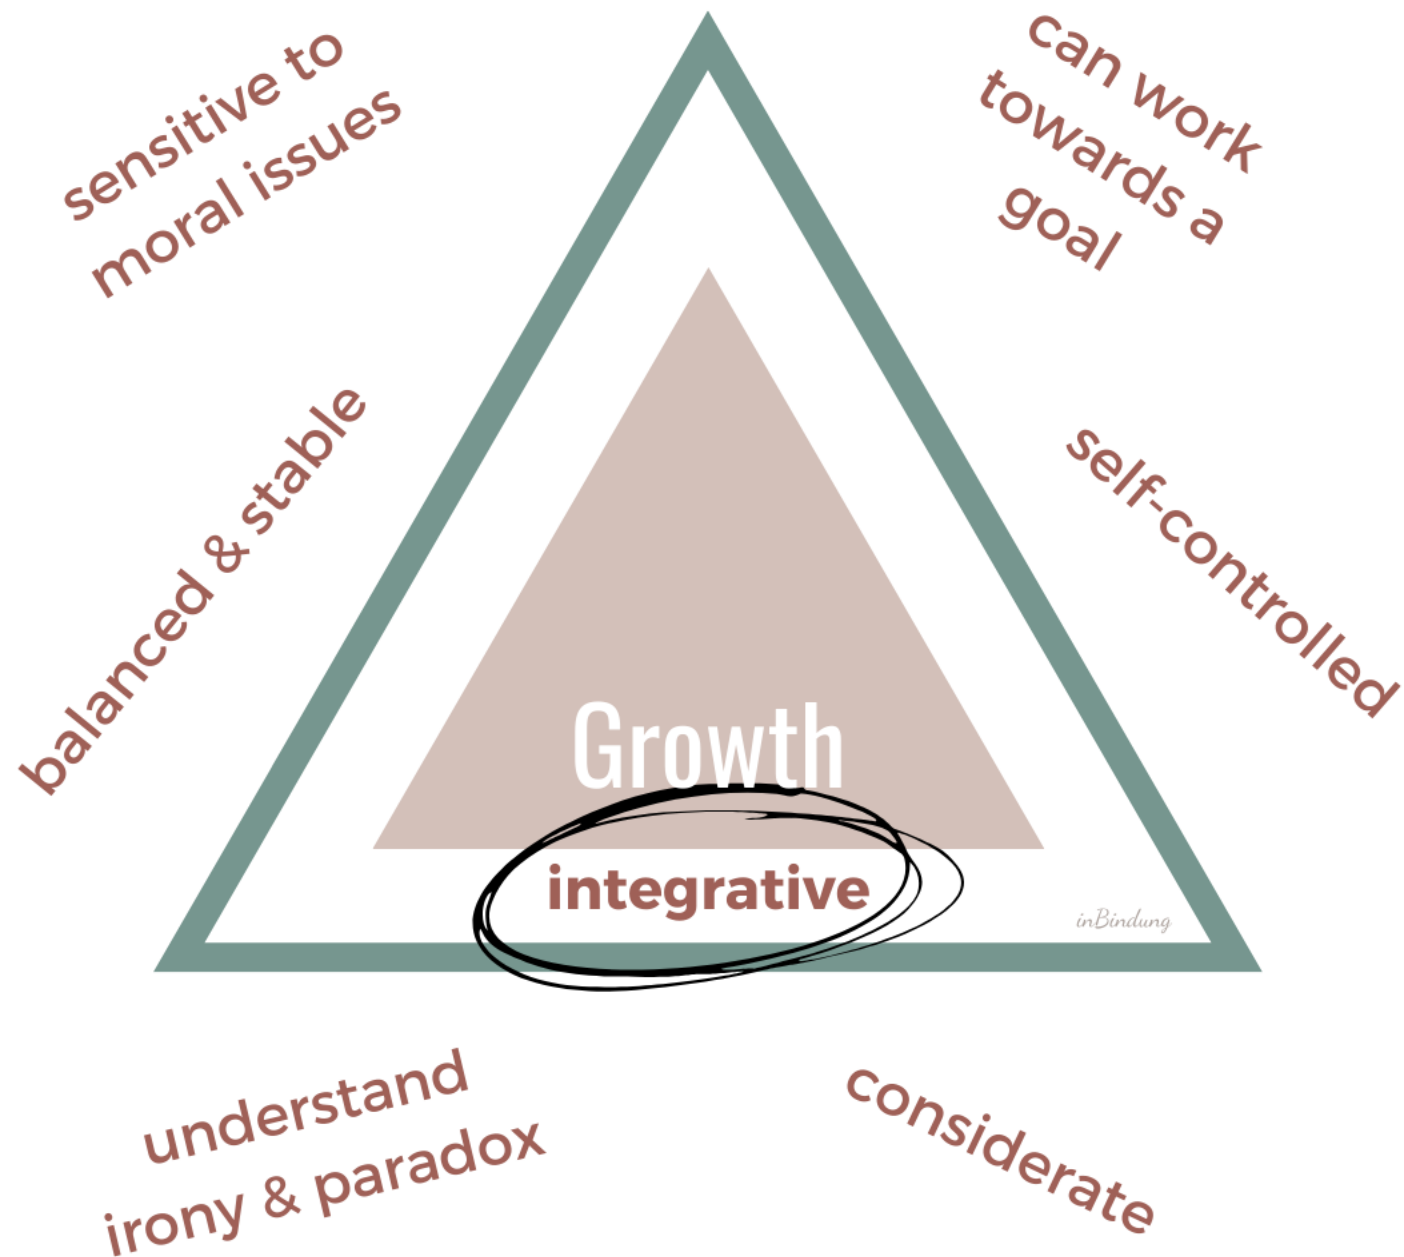 sensitive to
moral issues
can work
towards a
goal
balanced & stable
self-controlled
Growth
integrative
inBindung
understand
irony & paradox
considerate